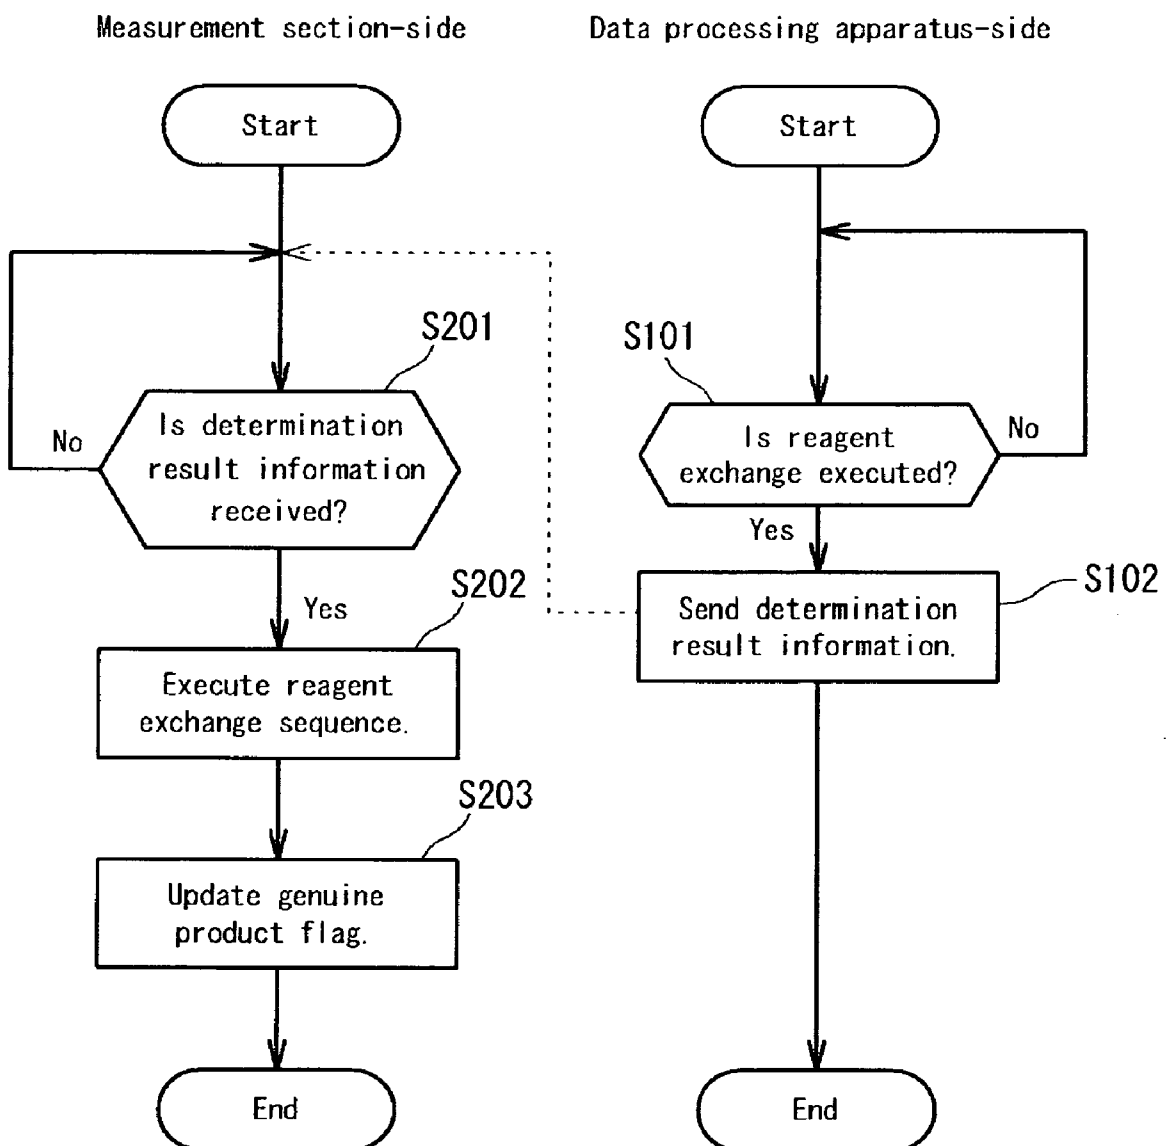 Measurement section-side
Data processing apparatus-side
Start
S201
Is determination
result information
received?
No
Yes
S202
Execute reagent
exchange sequence.
S203
Update genuine
product flag.
End
Start
S101
Is reagent
exchange executed?
No
Yes
S102
Send determination
result information.
End